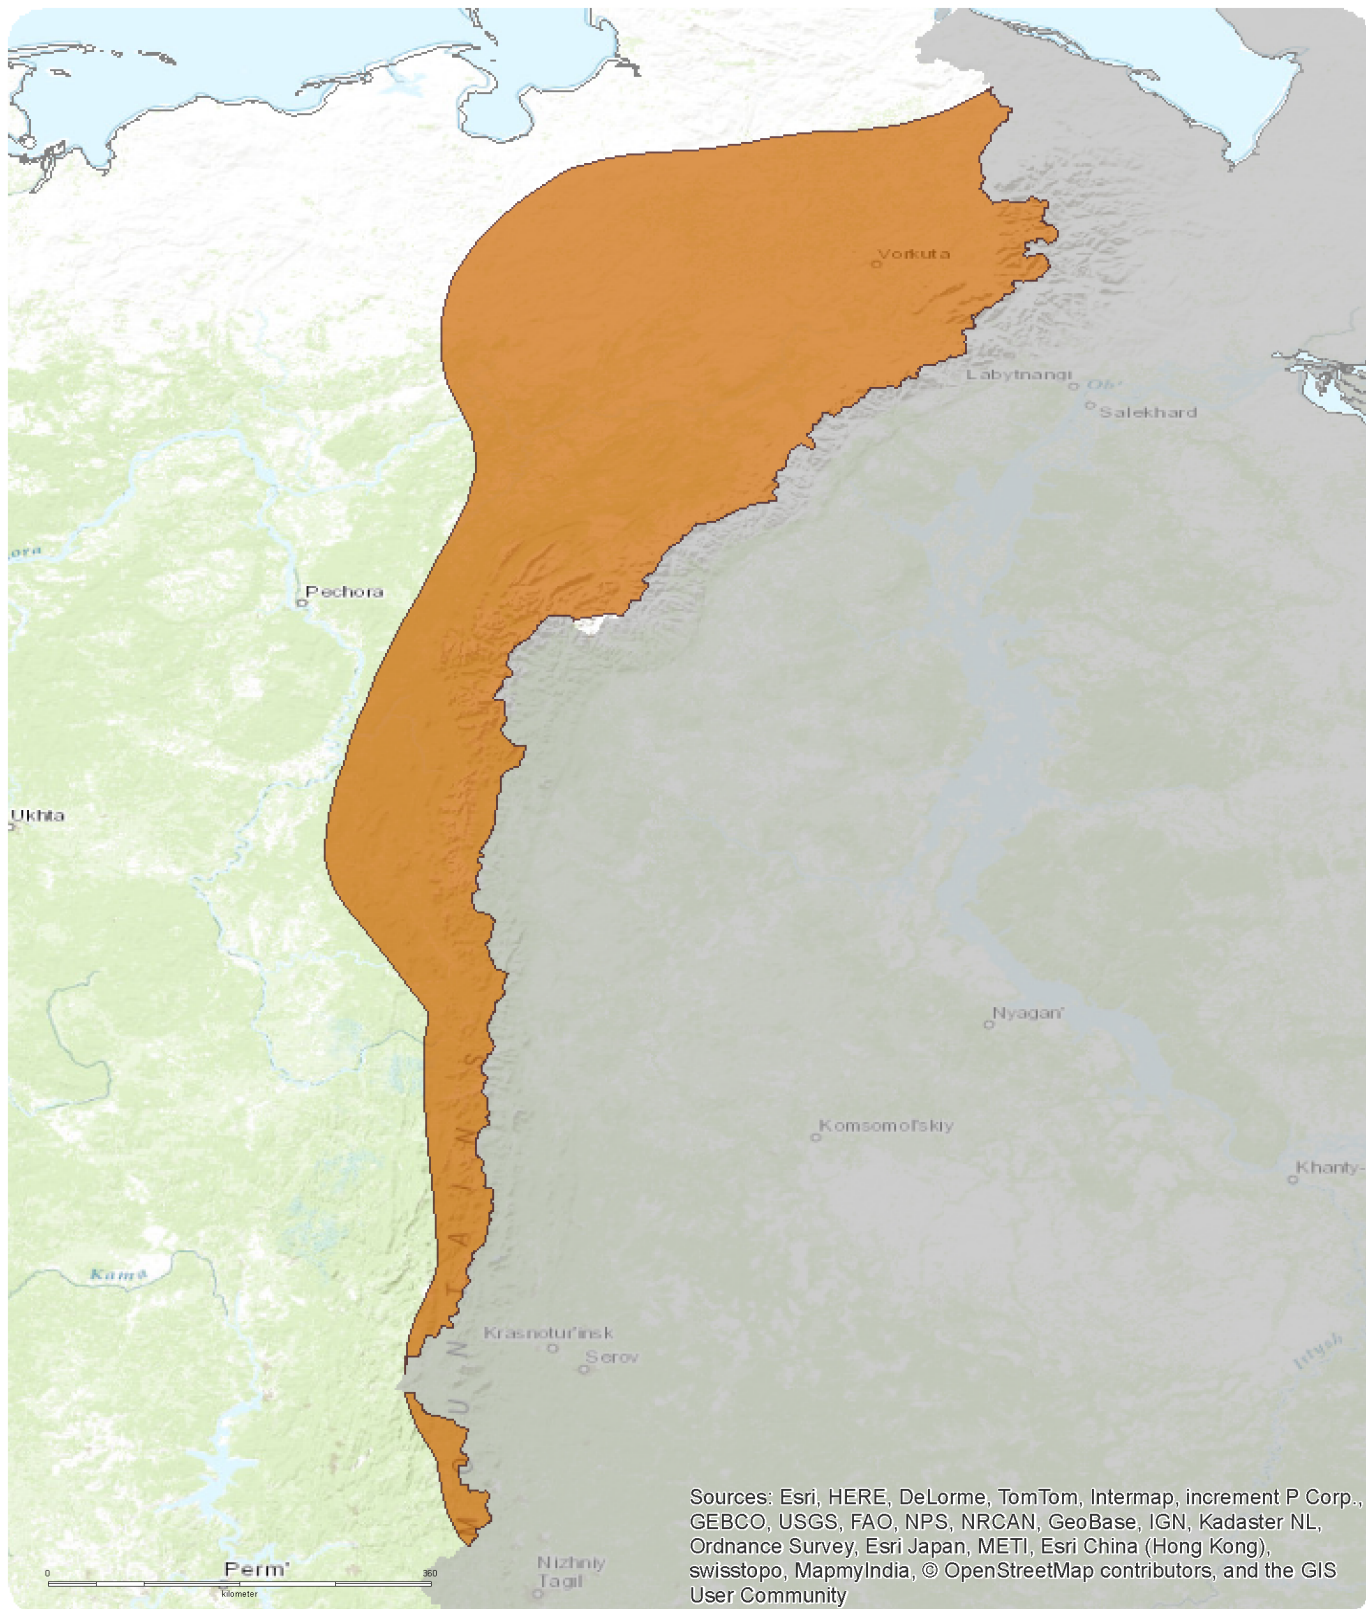 Vorkuta
Labytnangi
Ob'
Salekhard
ora
Pechora
Ukhta
Nyagan'
Komsomol'skiy
Khanty-
Kama
Krasnotur'insk
Serov
Irtysh
U N T A I N S
Sources: Esri, HERE, DeLorme, TomTom, Intermap, increment P Corp.,
GEBCO, USGS, FAO, NPS, NRCAN, GeoBase, IGN, Kadaster NL,
Ordnance Survey, Esri Japan, METI, Esri China (Hong Kong),
swisstopo, MapmyIndia, © OpenStreetMap contributors, and the GIS
User Community
Perm'
Nizhniy
Tagil
0 360
kilometer